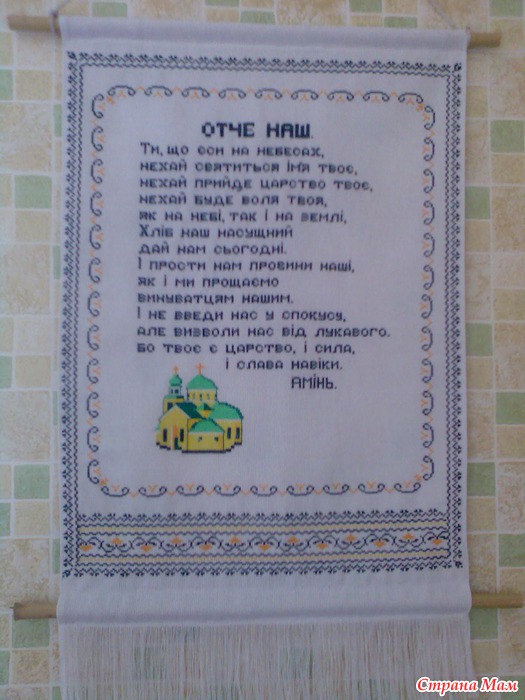 ОТЧЕ НАШ.
Ти, що єси на небесах,
нехай святиться ім'я твоє,
нехай прийде царство твоє,
нехай буде воля твоя,
як на небі, так і на землі,
Хліб наш насущний
дай нам сьогодні.
І прости нам провини наші,
як і ми прощаємо
винуватцям нашим.
І не введи нас у спокусу,
але визволи нас від лукавого.
Бо твоє є царство, і сила,
і слава навіки.
Амінь.
Страна Мам